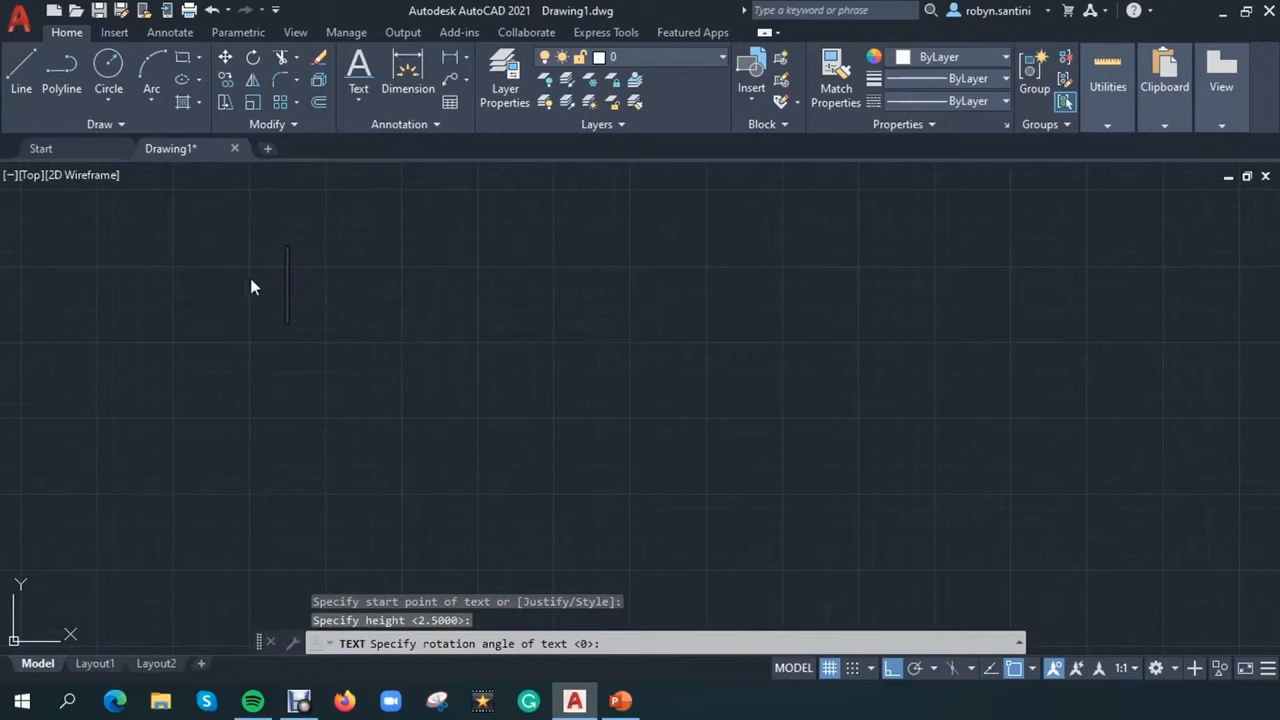 Autodesk AutoCAD 2021 Drawing1.dwg
Type a keyword or phrase
robyn.santini
Home Insert Annotate Parametric View Manage Output Add-ins Collaborate Express Tools Featured Apps
Line Polyline Circle Arc
Text Dimension
Layer Properties
0
Insert
Match Properties
ByLayer
ByLayer
ByLayer
Group
Utilities
Clipboard
View
Draw Modify Annotation Layers Block Properties Groups
Start Drawing1*
[−][Top][2D Wireframe]
Y
X
Specify start point of text or [Justify/Style]:
Specify height <2.5000>:
TEXT Specify rotation angle of text <0>:
Model Layout1 Layout2
MODEL 1:1